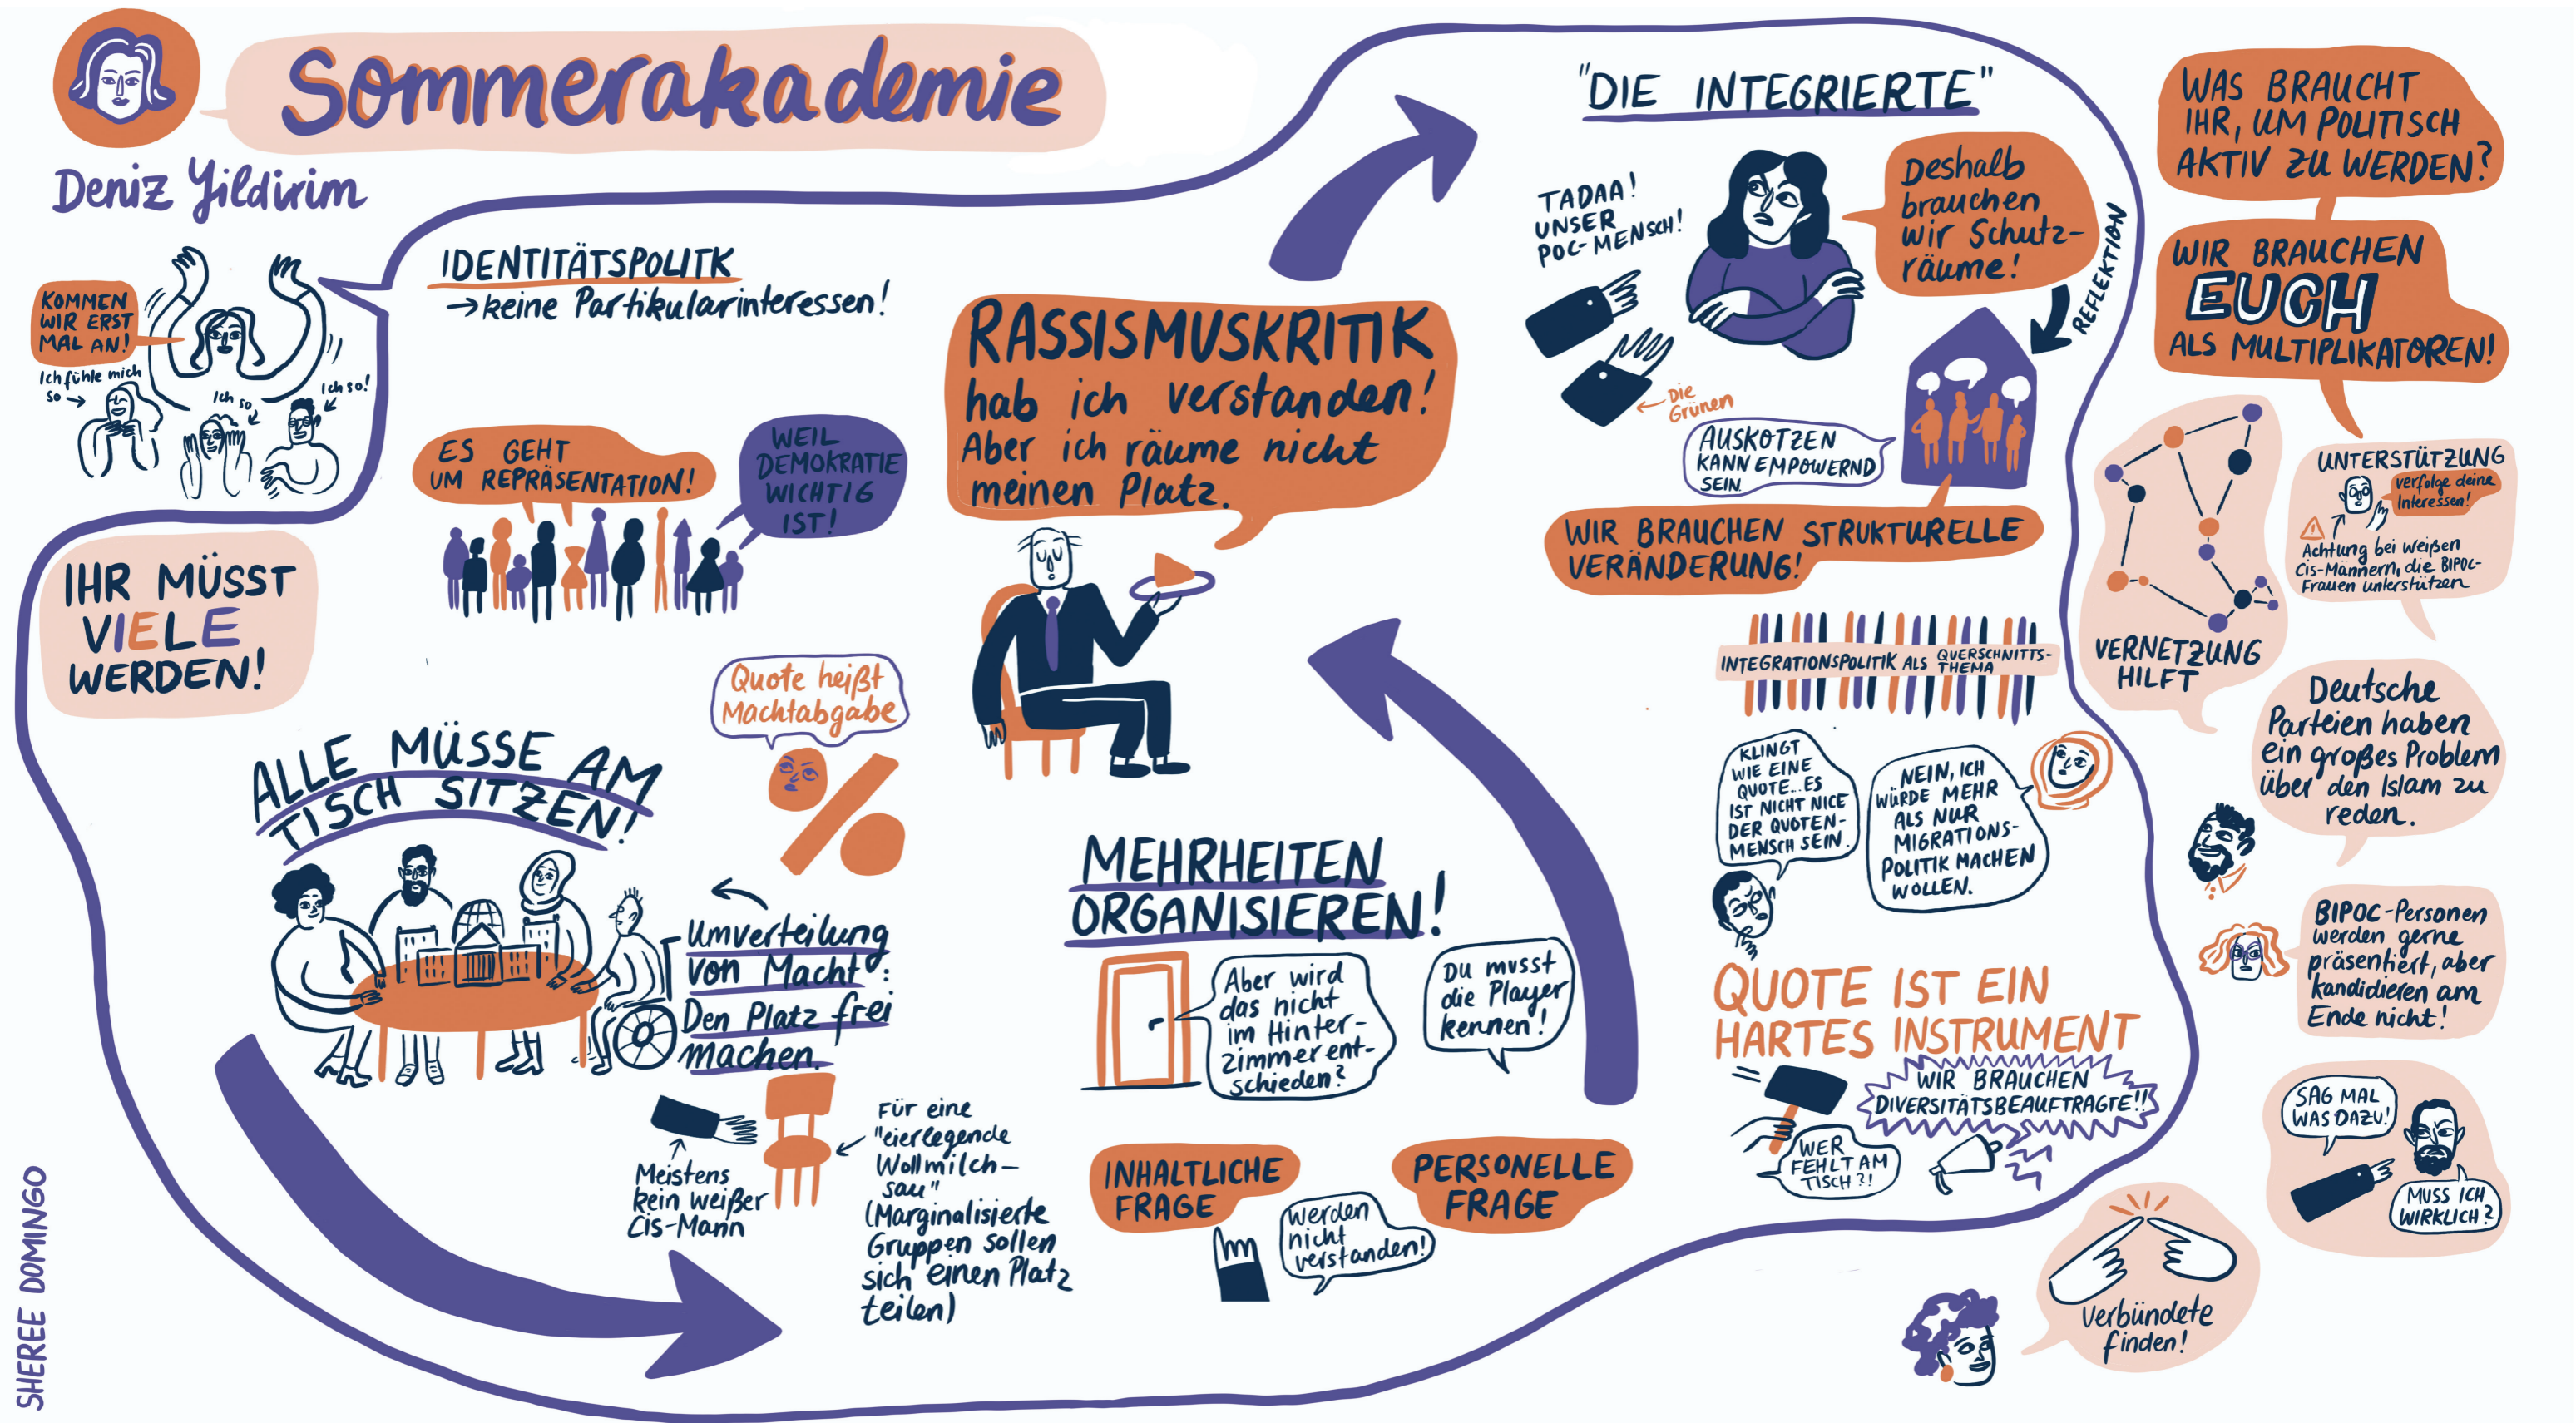 Sommerakademie
Deniz Yildirim
KOMMEN
WIR ERST
MAL AN!
Ich fühle mich
so →
Ich so
Ich so!
IDENTITÄTSPOLITK
→ keine Partikularinteressen!
ES GEHT
UM REPRÄSENTATION!
WEIL
DEMOKRATIE
WICHTIG
IST!
IHR MÜSST
VIELE
WERDEN!
ALLE MÜSSE AM
TISCH SITZEN!
Quote heißt
Machtabgabe
Umverteilung
von Macht:
Den Platz frei
machen.
Meistens
kein weißer
Cis-Mann
Für eine
"eierlegende
Wollmilch-
sau"
(Marginalisierte
Gruppen sollen
sich einen Platz
teilen)
RASSISMUSKRITIK
hab ich verstanden!
Aber ich räume nicht
meinen Platz.
MEHRHEITEN
ORGANISIEREN!
Aber wird
das nicht
im Hinter-
zimmer ent-
schieden?
Du musst
die Player
kennen!
INHALTLICHE
FRAGE
PERSONELLE
FRAGE
werden
nicht
verstanden!
"DIE INTEGRIERTE"
TADAA!
UNSER
POC-MENSCH!
Deshalb
brauchen
wir Schutz-
räume!
REFLEKTION
Die
Grünen
AUSKOTZEN
KANN EMPOWERND
SEIN
WIR BRAUCHEN STRUKTURELLE
VERÄNDERUNG!
INTEGRATIONSPOLITIK ALS QUERSCHNITTS-
THEMA
KLINGT
WIE EINE
QUOTE...ES
IST NICHT NICE
DER QUOTEN-
MENSCH SEIN.
NEIN, ICH
WÜRDE MEHR
ALS NUR
MIGRATIONS-
POLITIK MACHEN
WOLLEN.
QUOTE IST EIN
HARTES INSTRUMENT
WIR BRAUCHEN
DIVERSITÄTSBEAUFTRAGTE!!
WER
FEHLT AM
TISCH?!
WAS BRAUCHT
IHR, UM POLITISCH
AKTIV ZU WERDEN?
WIR BRAUCHEN
EUCH
ALS MULTIPLIKATOREN!
UNTERSTÜTZUNG
verfolge deine
Interessen!
Achtung bei weißen
Cis-Männern, die BIPOC-
Frauen unterstützen
VERNETZUNG
HILFT
Deutsche
Parteien haben
ein großes Problem
über den Islam zu
reden.
BIPOC-Personen
werden gerne
präsentiert, aber
kandidieren am
Ende nicht!
SAG MAL
WAS DAZU!
MUSS ICH
WIRKLICH?
Verbündete
finden!
SHEREE DOMINGO